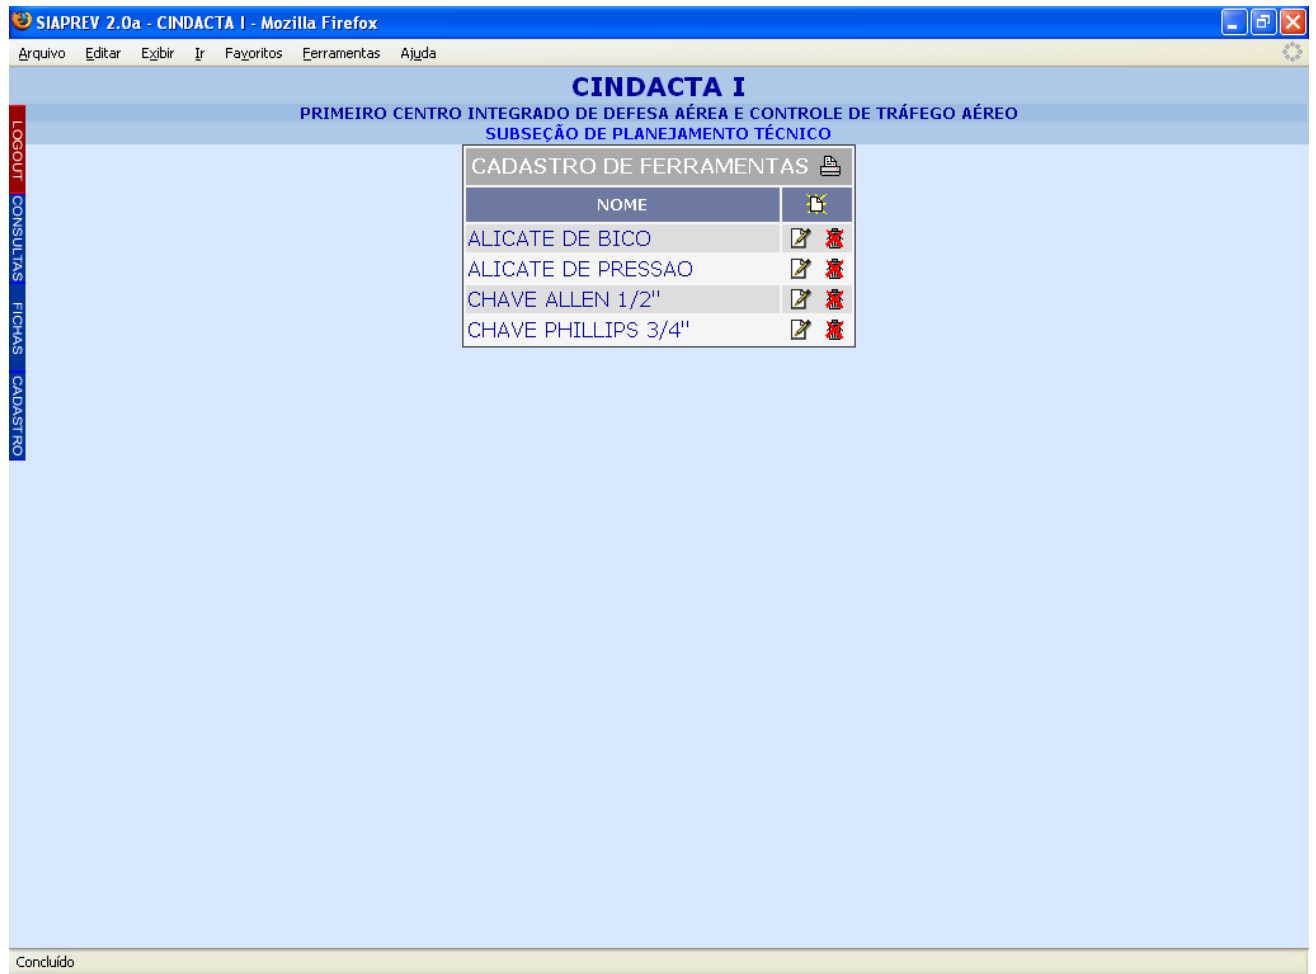 SIAPREV 2.0a - CINDACTA I - Mozilla Firefox
Arquivo Editar Exibir Ir Favoritos Ferramentas Ajuda
CINDACTA I
PRIMEIRO CENTRO INTEGRADO DE DEFESA AÉREA E CONTROLE DE TRÁFEGO AÉREO
SUBSEÇÃO DE PLANEJAMENTO TÉCNICO
LOGOUT
CONSULTAS
FICHAS
CADASTRO
CADASTRO DE FERRAMENTAS
NOME
ALICATE DE BICO
ALICATE DE PRESSAO
CHAVE ALLEN 1/2"
CHAVE PHILLIPS 3/4"
Concluído